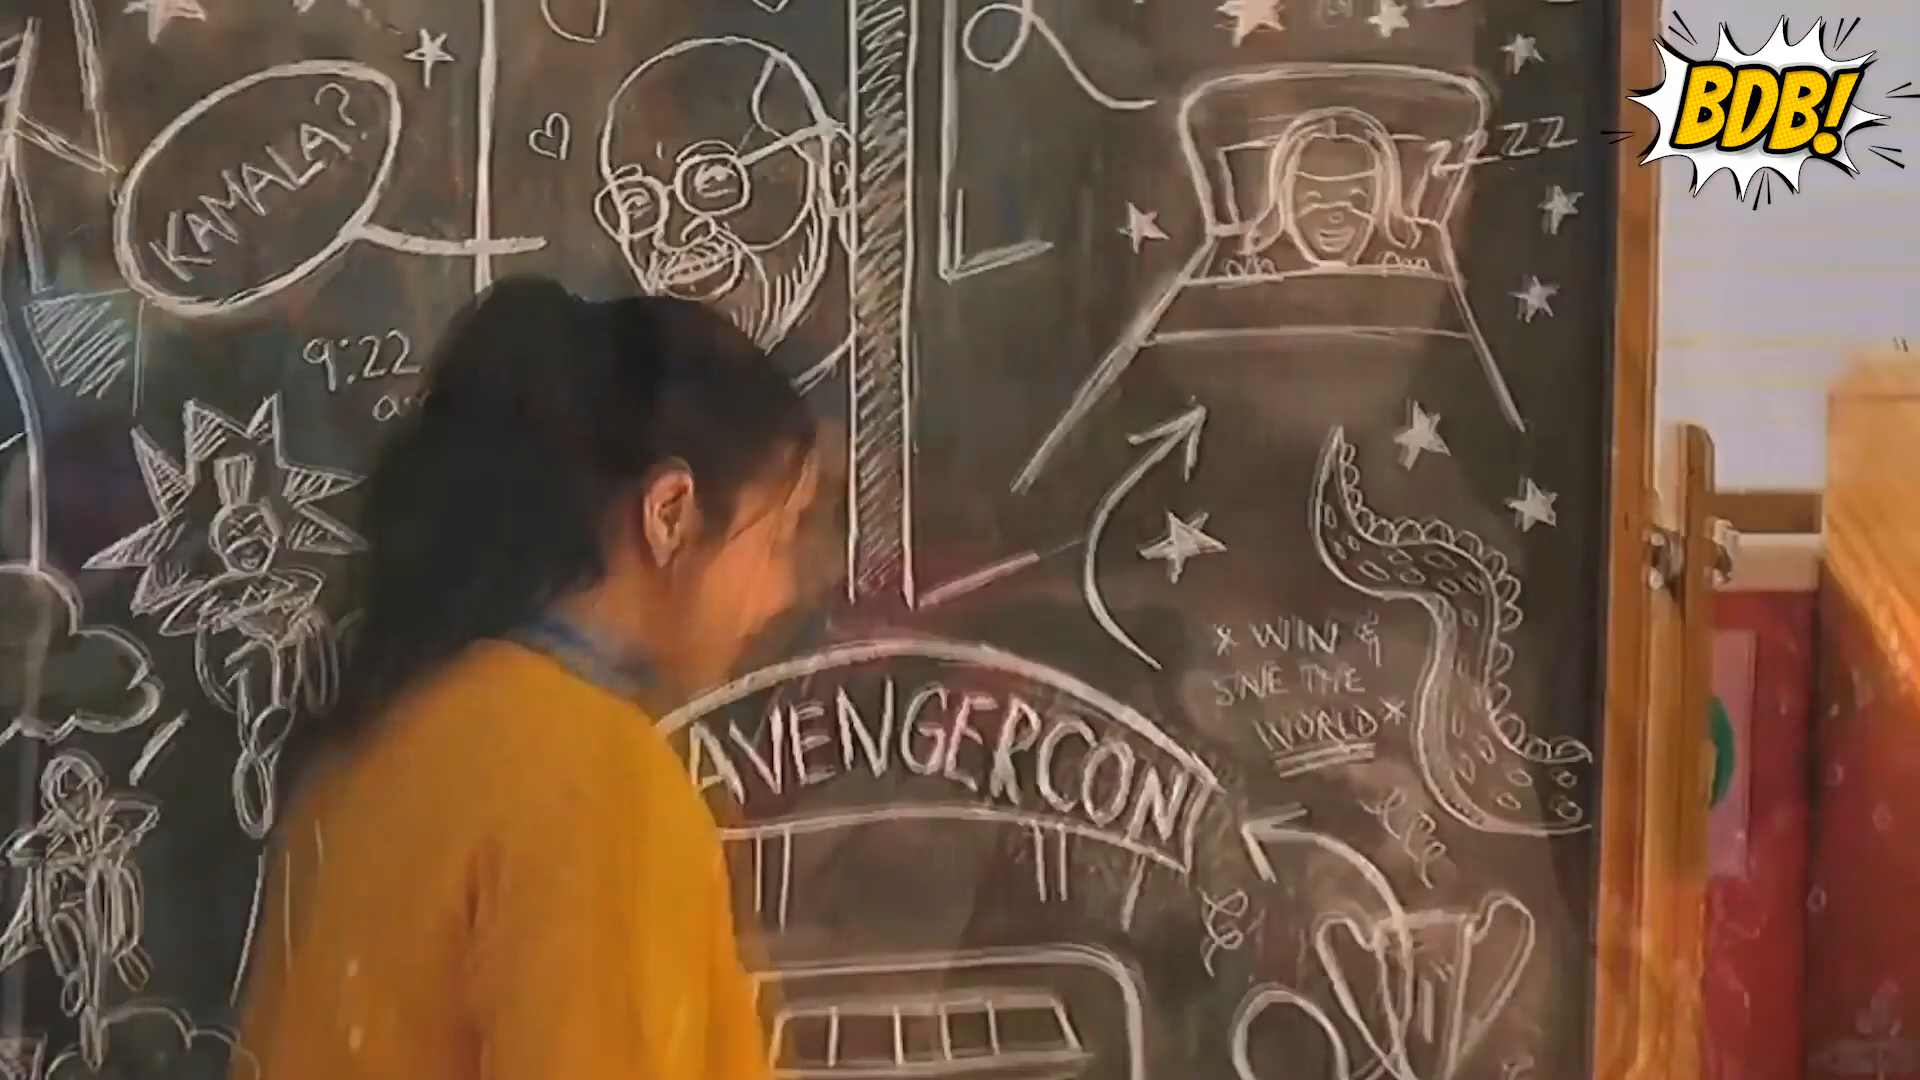 BDB!
KAMALA?
ZZZZ
9:22
* WIN &
SAVE THE
WORLD *
AVENGERCON